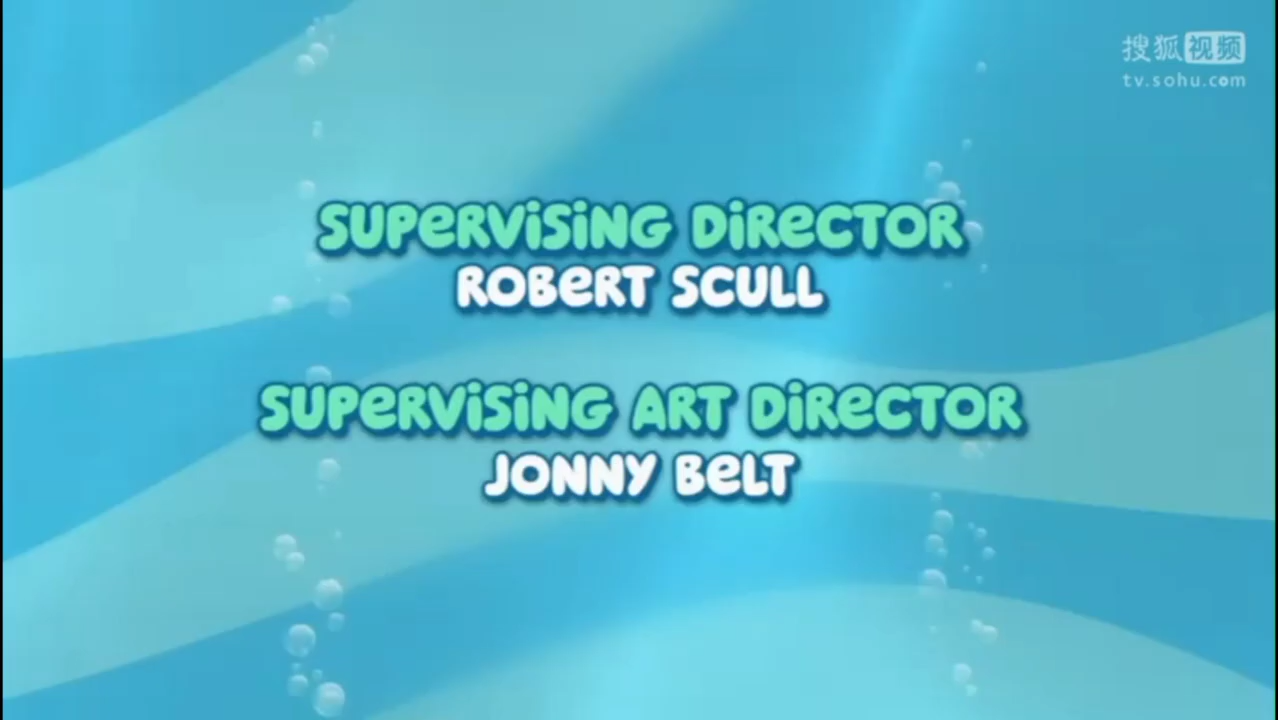 搜狐视频
tv.sohu.com
SUPERVISING DIRECTOR
ROBERT SCULL
SUPERVISING ART DIRECTOR
JONNY BELT